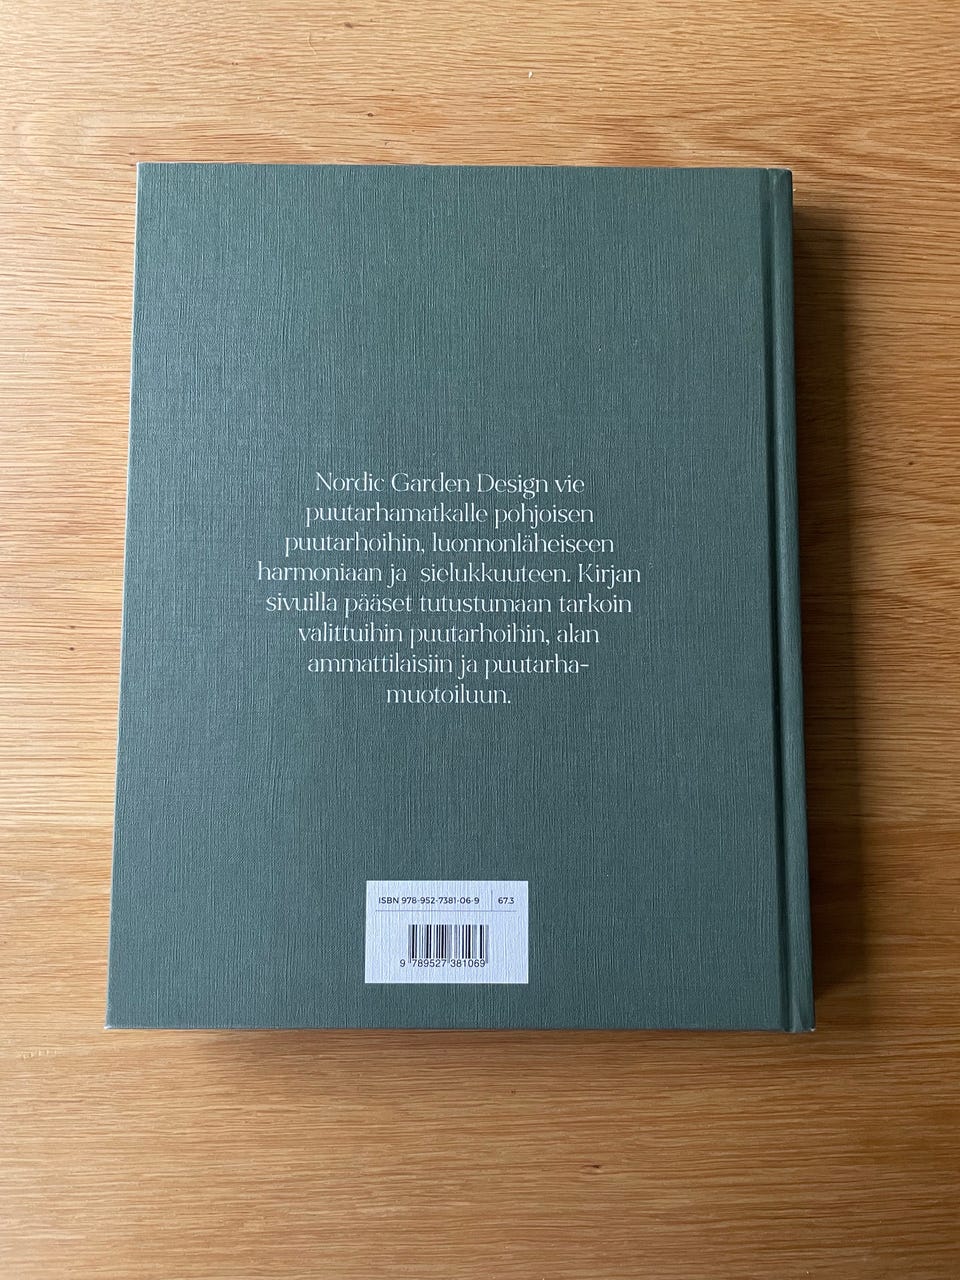 Nordic Garden Design vie
puutarhamatkalle pohjoisen
puutarhoihin, luonnonläheiseen
harmoniaan ja sielukkuuteen. Kirjan
sivuilla pääset tutustumaan tarkoin
valittuihin puutarhoihin, alan
ammattilaisiin ja puutarha-
muotoiluun.
ISBN 978-952-7381-06-9 67.3
9 789527 381069